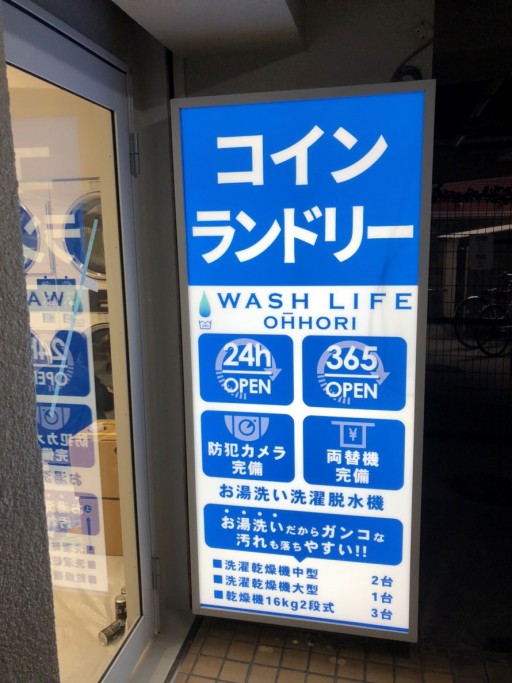 コイン
ランドリー
WASH LIFE
OHHORI
24h
OPEN
365
OPEN
防犯カメラ
完備
¥
両替機
完備
お湯洗い洗濯脱水機
お湯洗いだからガンコな
汚れも落ちやすい!!
■洗濯乾燥機中型 2台
■洗濯乾燥機大型 1台
■乾燥機16kg2段式 3台